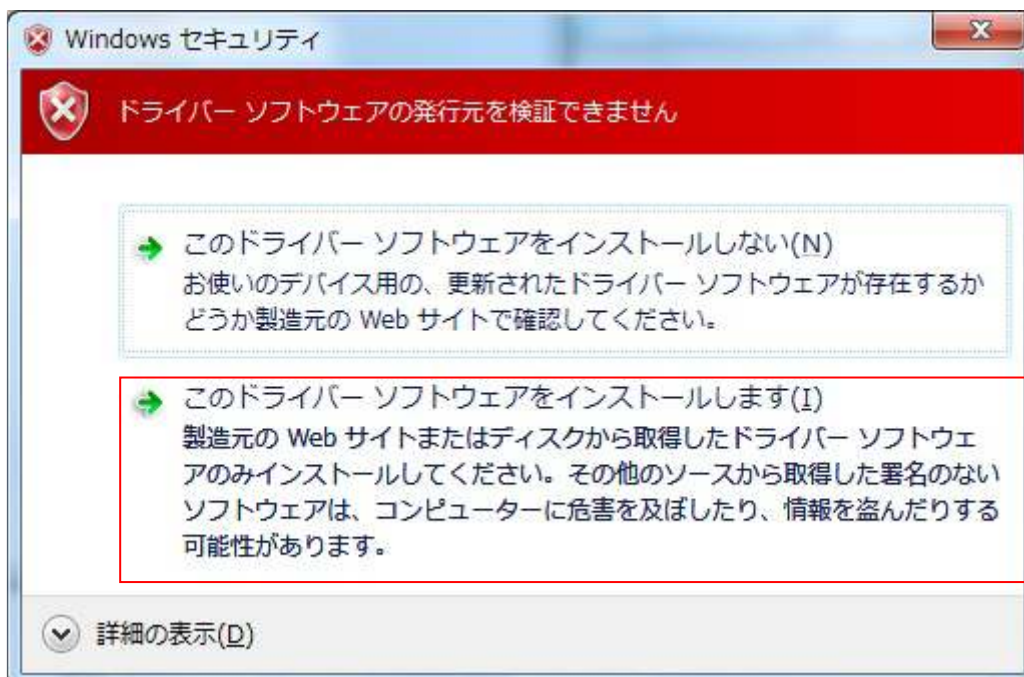 Windows セキュリティ
ドライバー ソフトウェアの発行元を検証できません
このドライバー ソフトウェアをインストールしない(N)
お使いのデバイス用の、更新されたドライバー ソフトウェアが存在するか
どうか製造元の Web サイトで確認してください。
このドライバー ソフトウェアをインストールします(I)
製造元の Web サイトまたはディスクから取得したドライバー ソフトウェ
アのみインストールしてください。その他のソースから取得した署名のない
ソフトウェアは、コンピューターに危害を及ぼしたり、情報を盗んだりする
可能性があります。
詳細の表示(D)